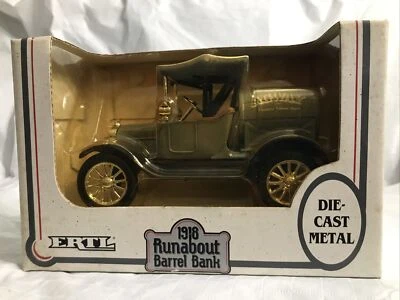 DIE-
CAST
METAL
ERTL
1918
Runabout
Barrel Bank